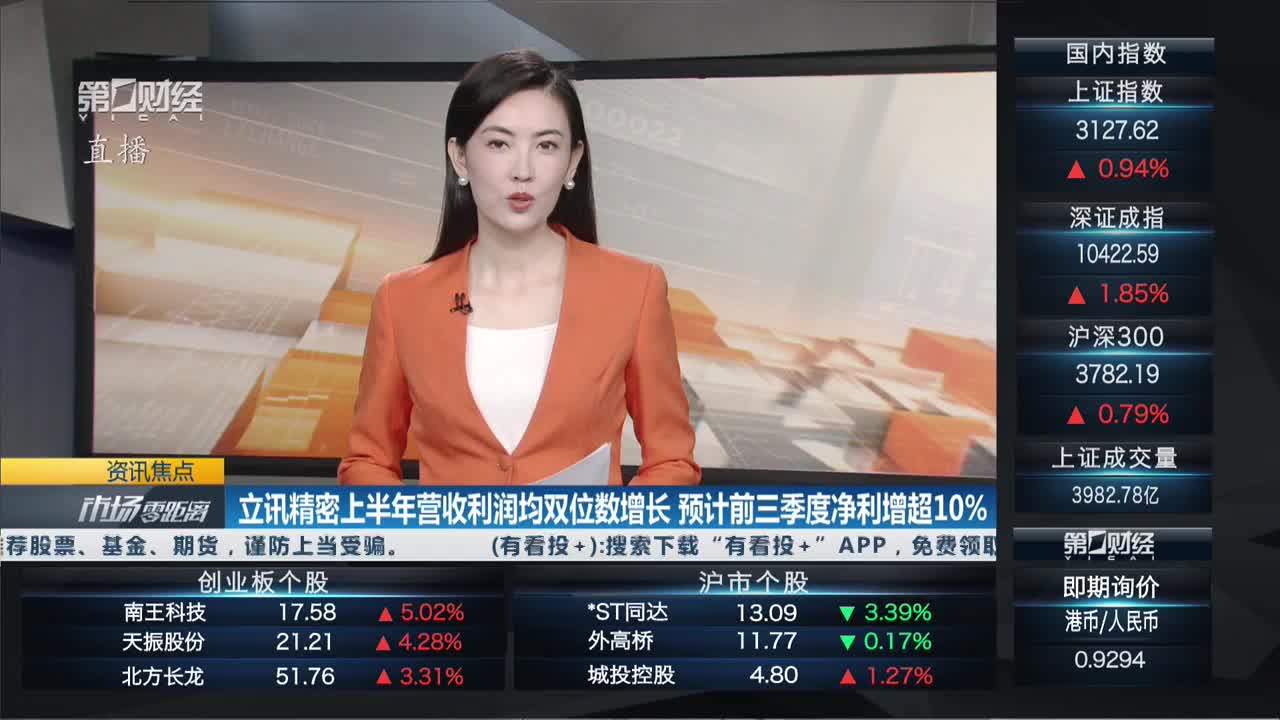 第一财经
YICAI
直播
资讯焦点
市场零距离
立讯精密上半年营收利润均双位数增长 预计前三季度净利增超10%
荐股票、基金、期货，谨防上当受骗。 (有看投+):搜索下载“有看投+”APP，免费领取
创业板个股
南王科技 17.58 ▲ 5.02%
天振股份 21.21 ▲ 4.28%
北方长龙 51.76 ▲ 3.31%
沪市个股
*ST同达 13.09 ▼ 3.39%
外高桥 11.77 ▼ 0.17%
城投控股 4.80 ▲ 1.27%
国内指数
上证指数
3127.62
▲ 0.94%
深证成指
10422.59
▲ 1.85%
沪深300
3782.19
▲ 0.79%
上证成交量
3982.78亿
第一财经
YICAI
即期询价
港币/人民币
0.9294